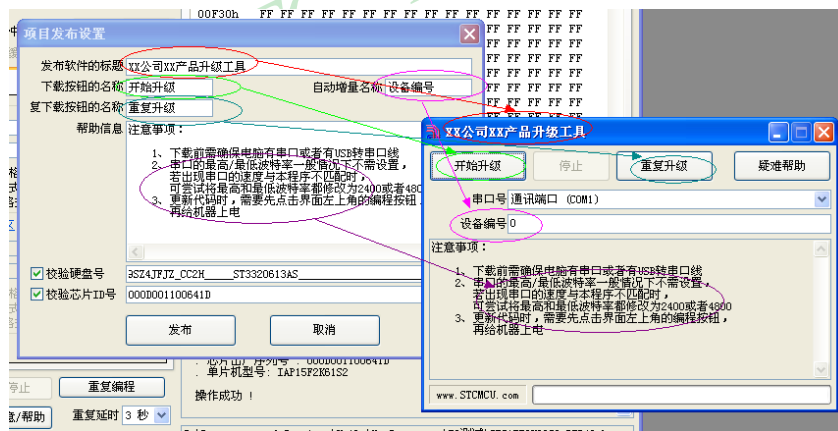 00F30h FF FF FF FF FF FF FF FF FF FF FF FF FF FF FF FF
项目发布设置
发布软件的标题 XX公司XX产品升级工具
下载按钮的名称 开始升级 自动增量名称 设备编号
复下载按钮的名称 重复升级
帮助信息 注意事项：
1、下载前需确保电脑有串口或者有USB转串口线
2、串口的最高/最低波特率一般情况下不需设置，
若出现串口的速度与本程序不匹配时，
可尝试将最高和最低波特率都修改为2400或者480
3、更新代码时，需要先点击界面左上角的编程按钮，
再给机器上电
校验硬盘号 9SZ4JFJZ_CC2H_____ST3320613AS
校验芯片ID号 000D001100641D
发布 取消
XX公司XX产品升级工具
开始升级 停止 重复升级 疑难帮助
串口号 通讯端口 (COM1)
设备编号 0
注意事项：
1、下载前需确保电脑有串口或者有USB转串口线
2、串口的最高/最低波特率一般情况下不需设置，
若出现串口的速度与本程序不匹配时，
可尝试将最高和最低波特率都修改为2400或者4800
3、更新代码时，需要先点击界面左上角的编程按钮，
再给机器上电
www.STCMCU.com
芯片出厂序列号 : 000D001100641D
. 单片机型号: IAP15F2K61S2
操作成功 !
停止 重复编程
/帮助 重复延时 3 秒